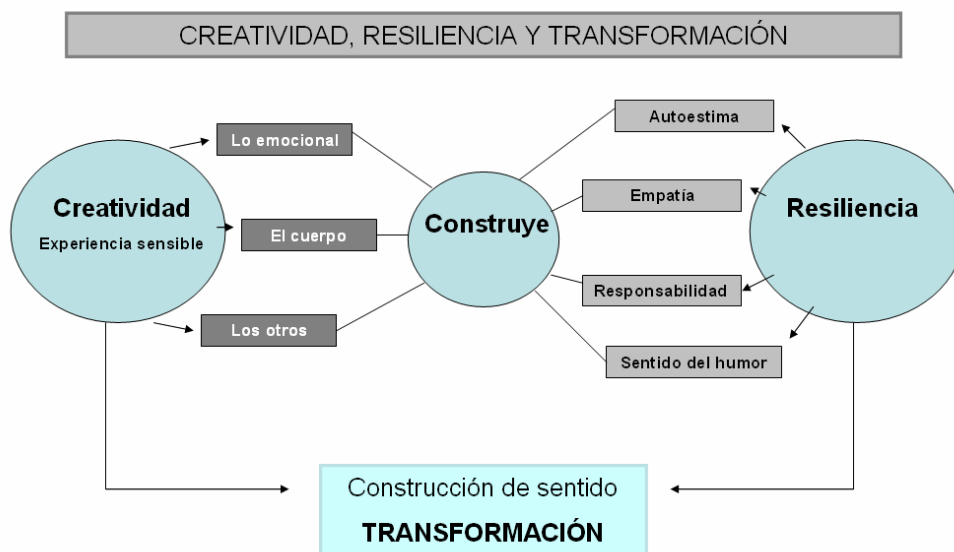 CREATIVIDAD, RESILIENCIA Y TRANSFORMACIÓN
Lo emocional
El cuerpo
Los otros
Creatividad
Experiencia sensible
Construye
Autoestima
Empatía
Responsabilidad
Sentido del humor
Resiliencia
Construcción de sentido
TRANSFORMACIÓN